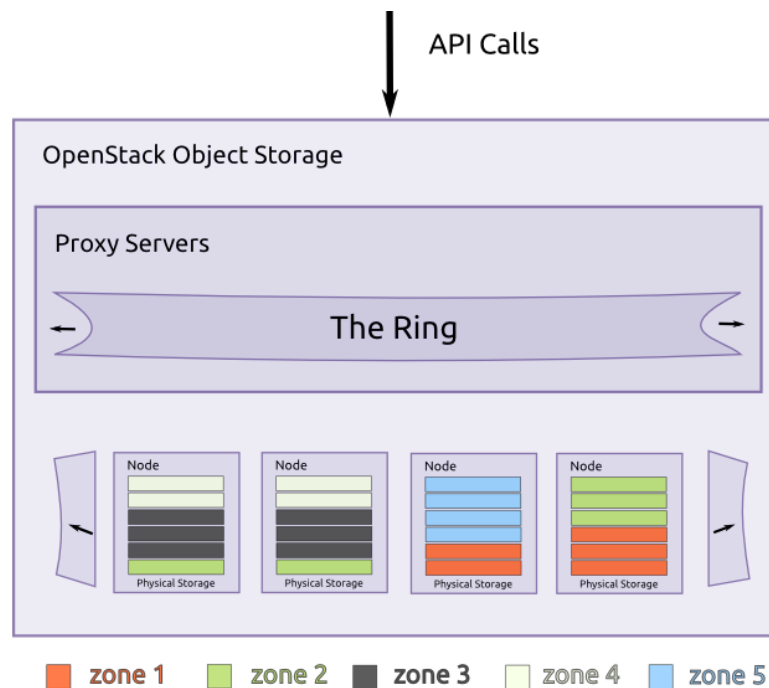 API Calls
OpenStack Object Storage
Proxy Servers
The Ring
Node Node Node Node
Physical Storage Physical Storage Physical Storage Physical Storage
zone 1 zone 2 zone 3 zone 4 zone 5